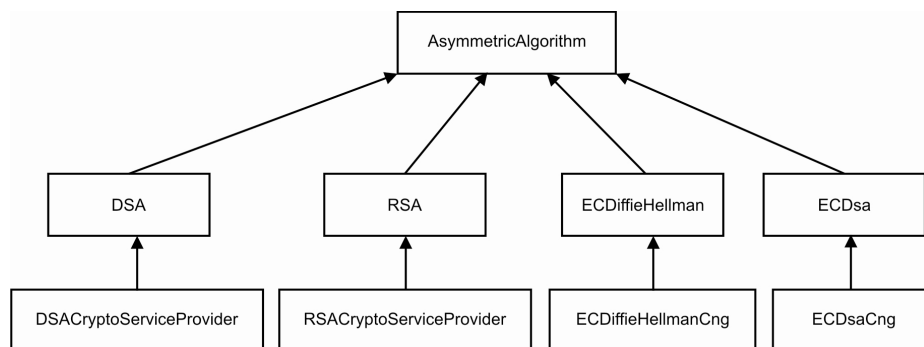 AsymmetricAlgorithm
DSA
RSA
ECDiffieHellman
ECDsa
DSACryptoServiceProvider
RSACryptoServiceProvider
ECDiffieHellmanCng
ECDsaCng